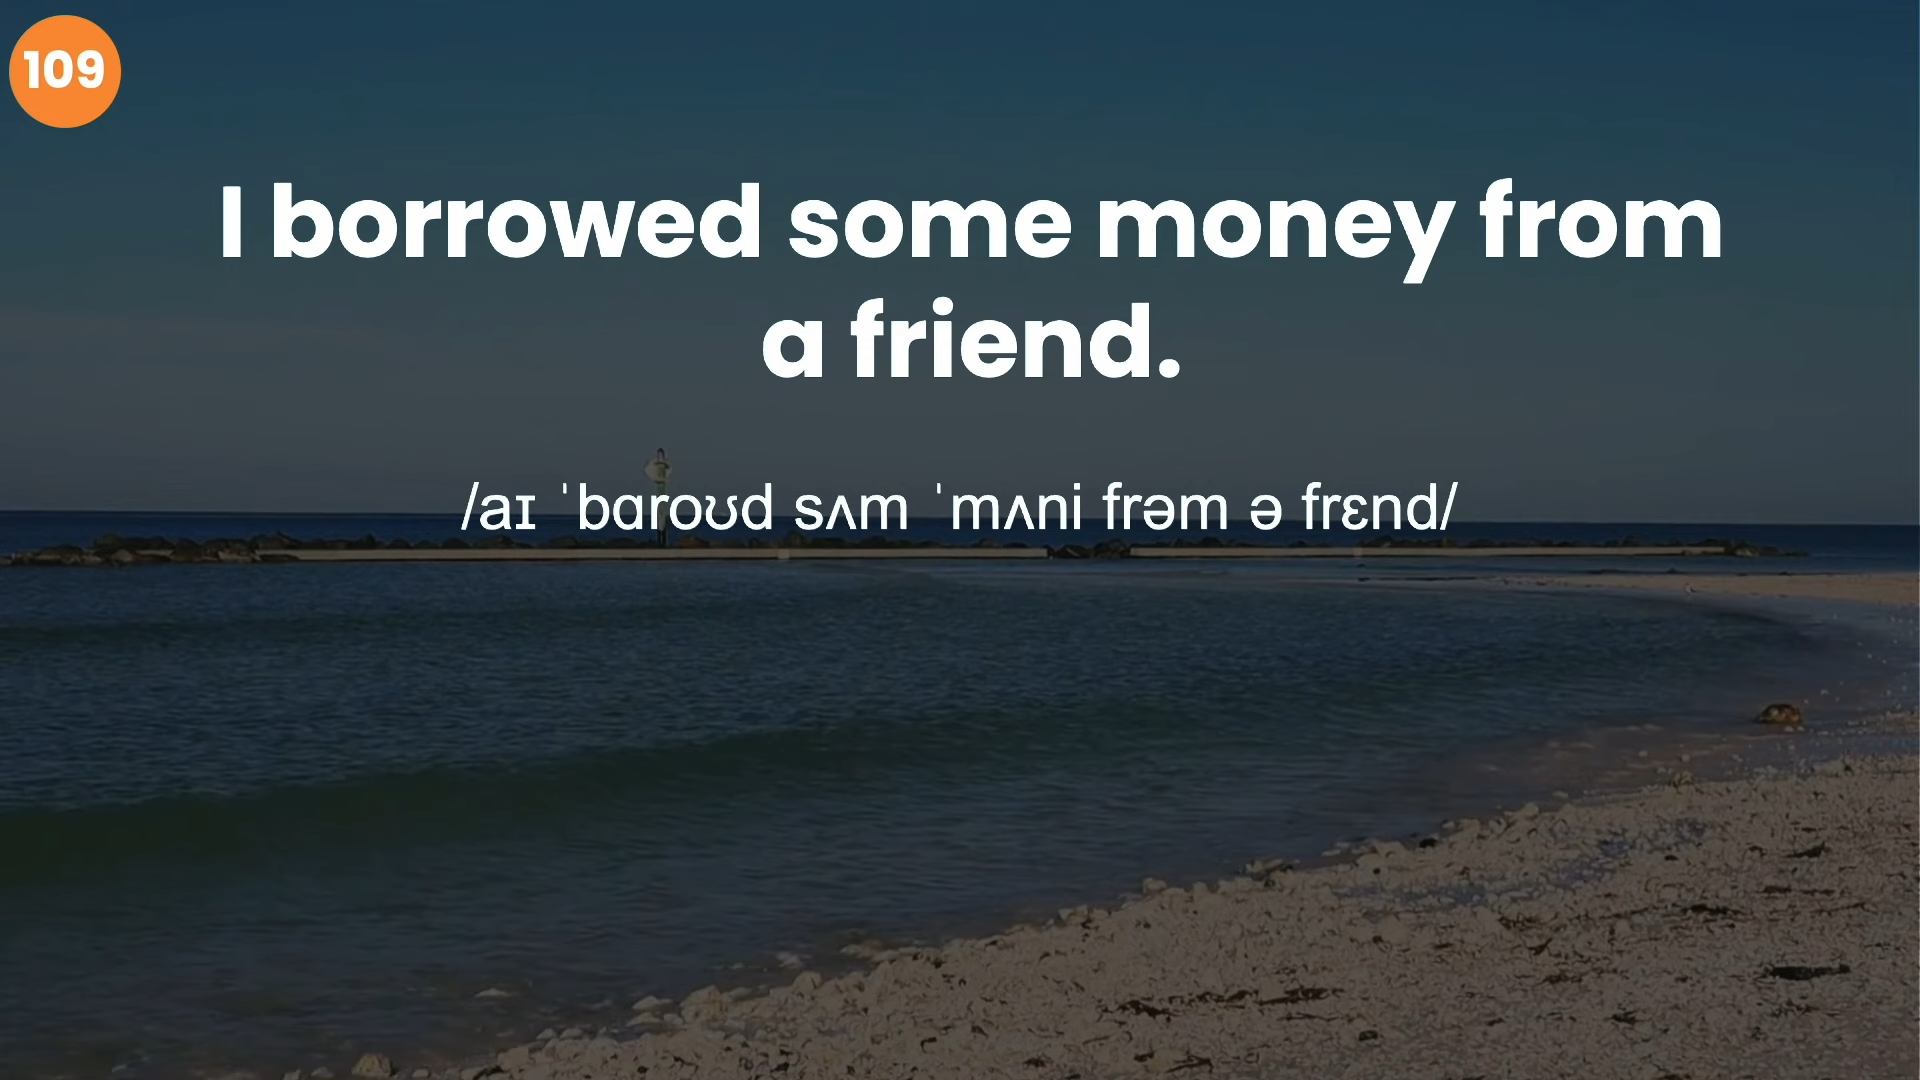 109
I borrowed some money from
a friend.
/aɪ ˈbɑroʊd sʌm ˈmʌni frəm ə frɛnd/